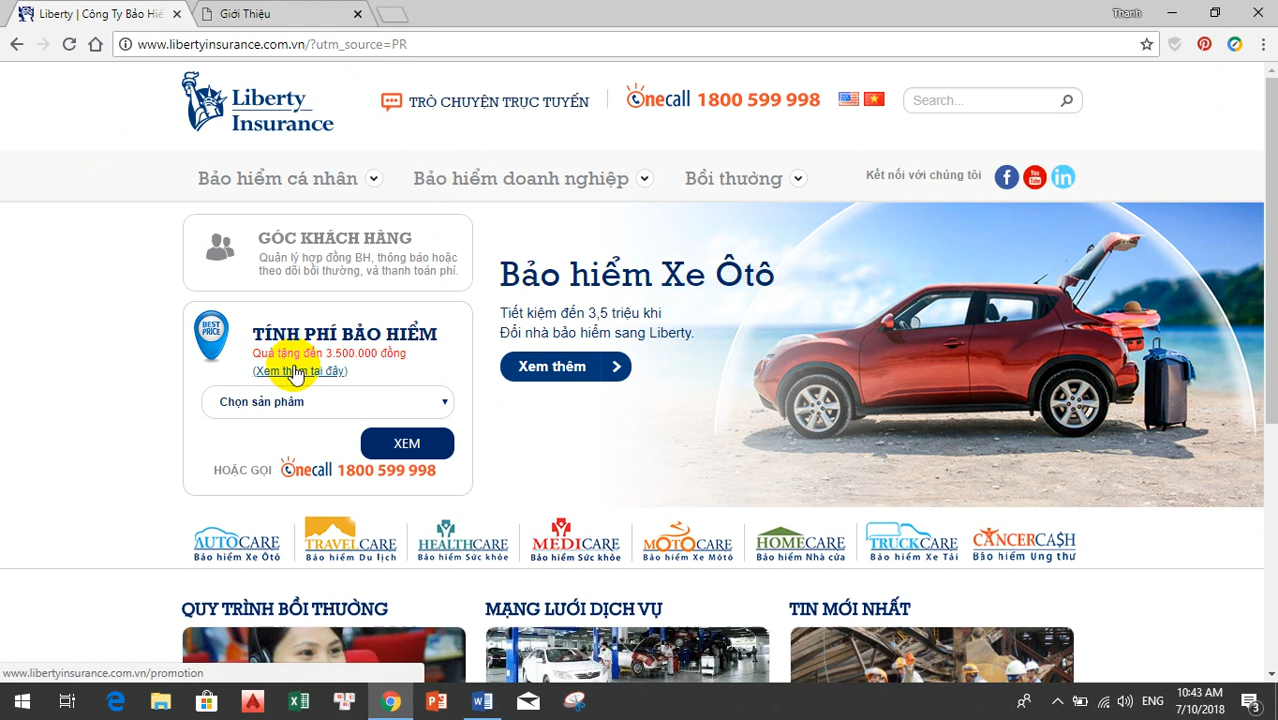 Liberty | Công Ty Bảo Hiể
Giới Thiệu
Thanh
www.libertyinsurance.com.vn/?utm_source=PR
Liberty
Insurance
TRÒ CHUYỆN TRỰC TUYẾN
Onecall 1800 599 998
Search...
Bảo hiểm cá nhân
Bảo hiểm doanh nghiệp
Bồi thường
Kết nối với chúng tôi
f
You
Tube
in
GÓC KHÁCH HÀNG
Quản lý hợp đồng BH, thông báo hoặc
theo dõi bồi thường, và thanh toán phí.
BEST
PRICE
TÍNH PHÍ BẢO HIỂM
Quà tặng đến 3.500.000 đồng
(Xem thêm tại đây)
Chọn sản phẩm
XEM
HOẶC GỌI Onecall 1800 599 998
Bảo hiểm Xe Ôtô
Tiết kiệm đến 3,5 triệu khi
Đổi nhà bảo hiểm sang Liberty.
Xem thêm
AUTOCARE
Bảo hiểm Xe Ôtô
TRAVELCARE
Bảo hiểm Du lịch
HEALTHCARE
Bảo hiểm Sức khỏe
MEDICARE
Bảo hiểm Sức khỏe
MOTOCARE
Bảo hiểm Xe Môtô
HOMECARE
Bảo hiểm Nhà cửa
TRUCKCARE
Bảo hiểm Xe Tải
CANCERCA$H
Bảo hiểm Ung thư
QUY TRÌNH BỒI THƯỜNG
MẠNG LƯỚI DỊCH VỤ
TIN MỚI NHẤT
www.libertyinsurance.com.vn/promotion
ENG
10:43 AM
7/10/2018
3